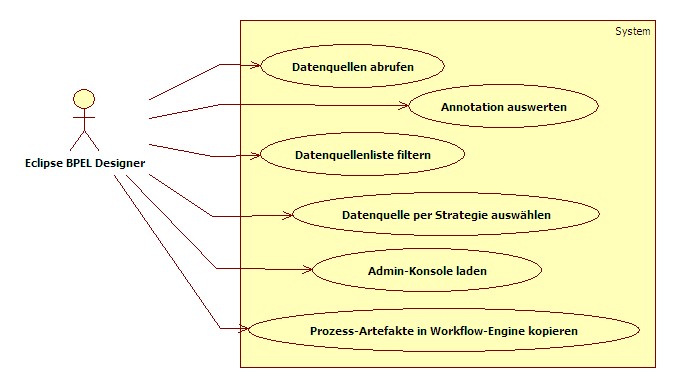 System
Datenquellen abrufen
Annotation auswerten
Datenquellenliste filtern
Eclipse BPEL Designer
Datenquelle per Strategie auswählen
Admin-Konsole laden
Prozess-Artefakte in Workflow-Engine kopieren